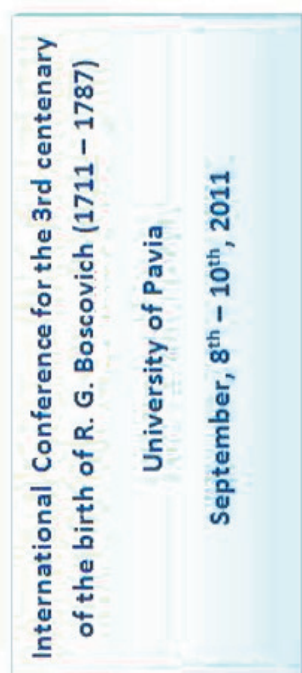 International Conference for the 3rd centenary
of the birth of R. G. Boscovich (1711 – 1787)
University of Pavia
September, 8th – 10th, 2011